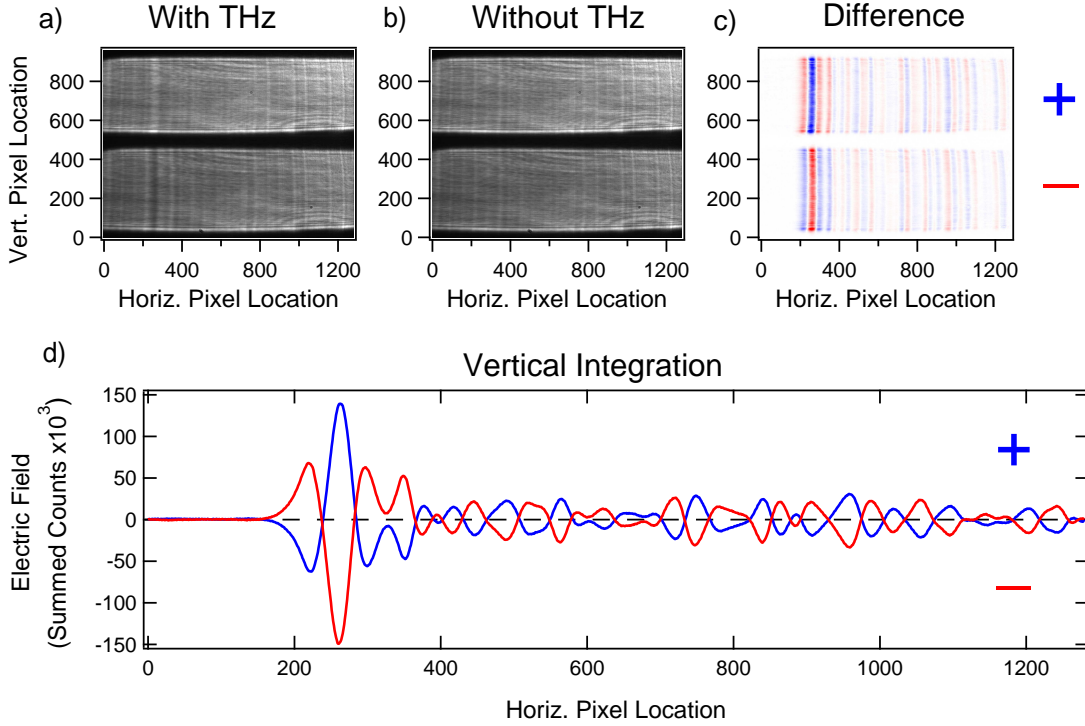 a) With THz
b) Without THz
c) Difference
Vert. Pixel Location
800
600
400
200
0
0 400 800 1200
Horiz. Pixel Location
800
600
400
200
0
0 400 800 1200
Horiz. Pixel Location
800
600
400
200
0
0 400 800 1200
Horiz. Pixel Location
+
−
d) Vertical Integration
Electric Field
(Summed Counts x10³)
150
100
50
0
-50
-100
-150
+
−
0 200 400 600 800 1000 1200
Horiz. Pixel Location